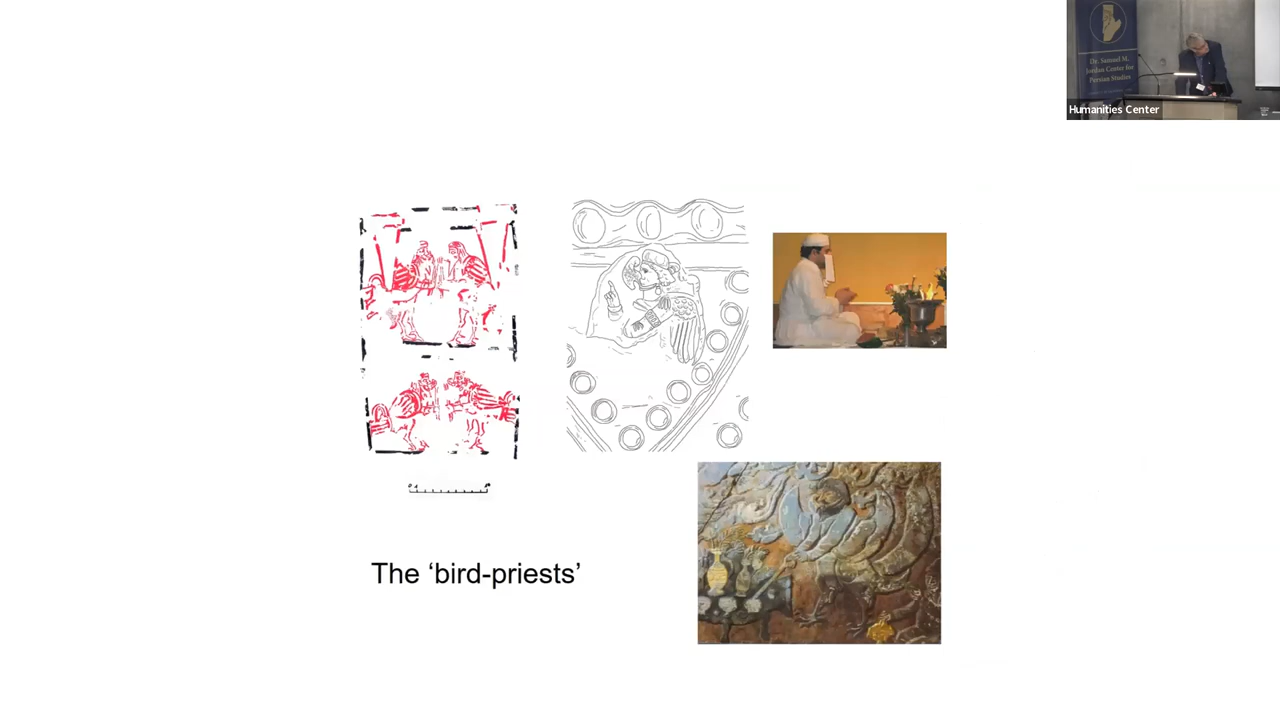 Dr. Samuel M.
Jordan Center for
Persian Studies
Humanities Center
The ‘bird-priests’